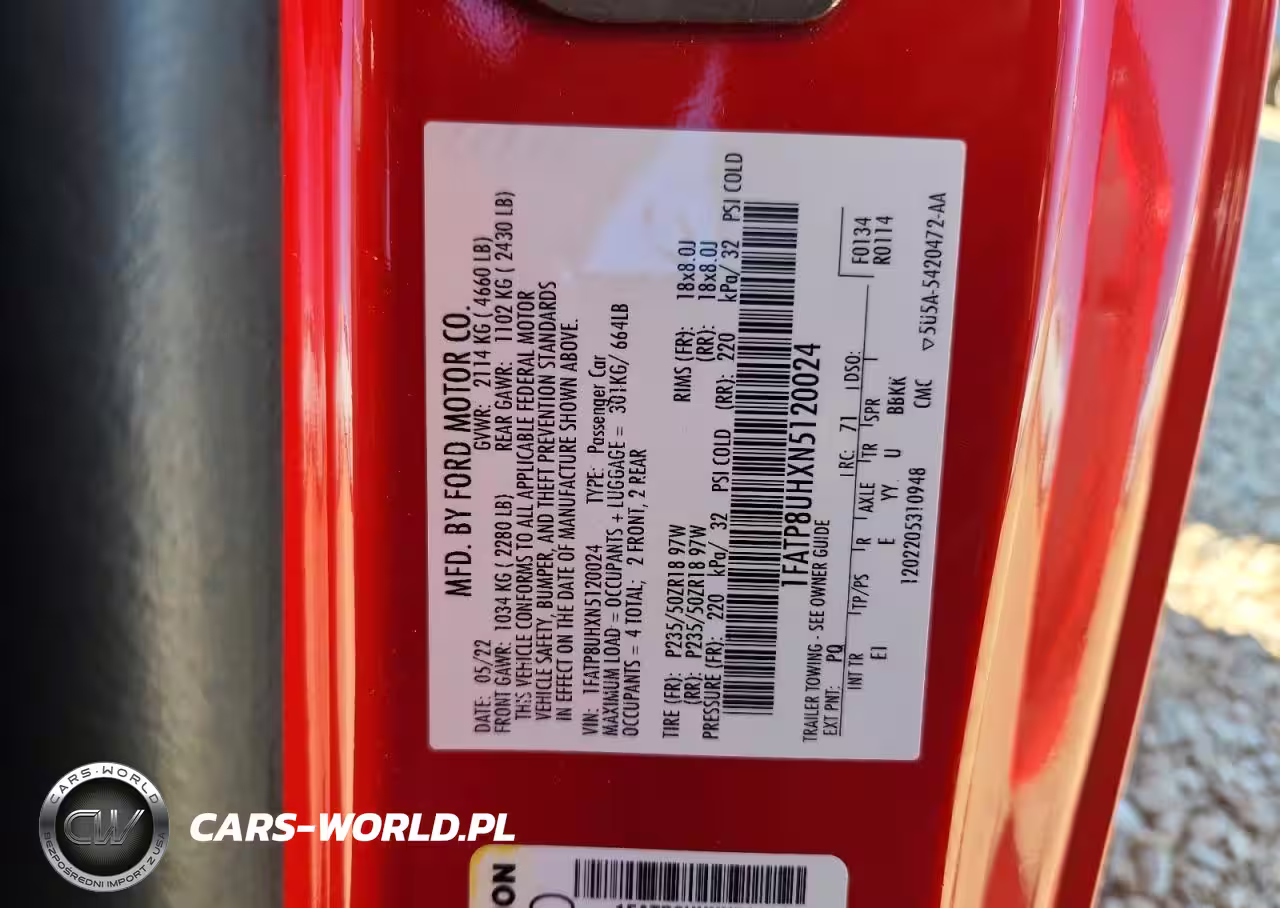 MFD. BY FORD MOTOR CO.
DATE: 05/22 GVWR: 2114 KG ( 4660 LB)
FRONT GAWR: 1034 KG ( 2280 LB) REAR GAWR: 1102 KG ( 2430 LB)
THIS VEHICLE CONFORMS TO ALL APPLICABLE FEDERAL MOTOR
VEHICLE SAFETY, BUMPER, AND THEFT PREVENTION STANDARDS
IN EFFECT ON THE DATE OF MANUFACTURE SHOWN ABOVE.
VIN: 1FATP8UHXN5120024 TYPE: Passenger Car
MAXIMUM LOAD = OCCUPANTS + LUGGAGE = 301KG/ 664LB
OCCUPANTS = 4 TOTAL; 2 FRONT, 2 REAR
TIRE (FR): P235/50ZR18 97W RIMS (FR): 18x8.0J
(RR): P235/50ZR18 97W (RR): 18x8.0J
PRESSURE (FR): 220 kPa/ 32 PSI COLD (RR): 220 kPa/ 32 PSI COLD
1FATP8UHXN5120024
TRAILER TOWING - SEE OWNER GUIDE
EXT PNT: PQ RC: 71 DSO: F0134
INT TR TP/PS R AXLE TR SPR R0114
EI E YY U BBKK
1202205310948 CMC ▽5U5A-5420472-AA
CARS-WORLD
CW
BEZPOŚREDNI IMPORT Z USA
CARS-WORLD.PL